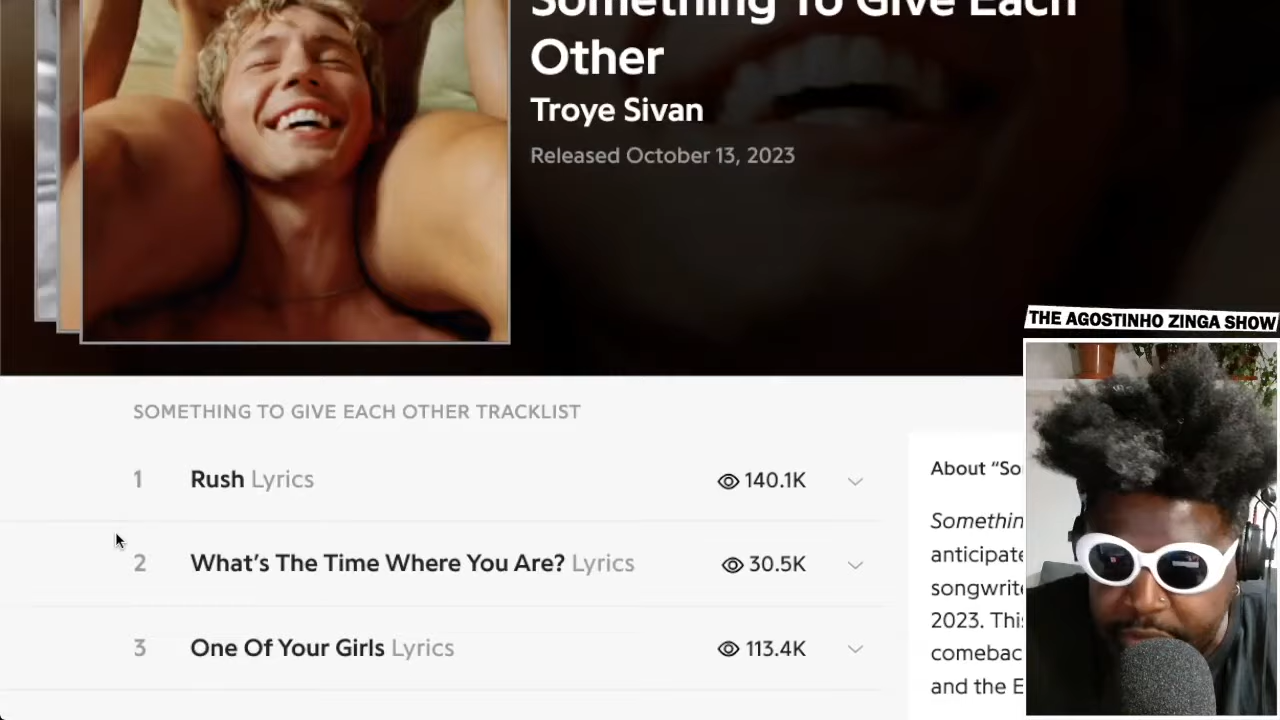 Something To Give Each
Other
Troye Sivan
Released October 13, 2023
THE AGOSTINHO ZINGA SHOW
SOMETHING TO GIVE EACH OTHER TRACKLIST
1 Rush Lyrics 140.1K
2 What's The Time Where You Are? Lyrics 30.5K
3 One Of Your Girls Lyrics 113.4K
About “So
Somethin
anticipate
songwrite
2023. This
comebac
and the E